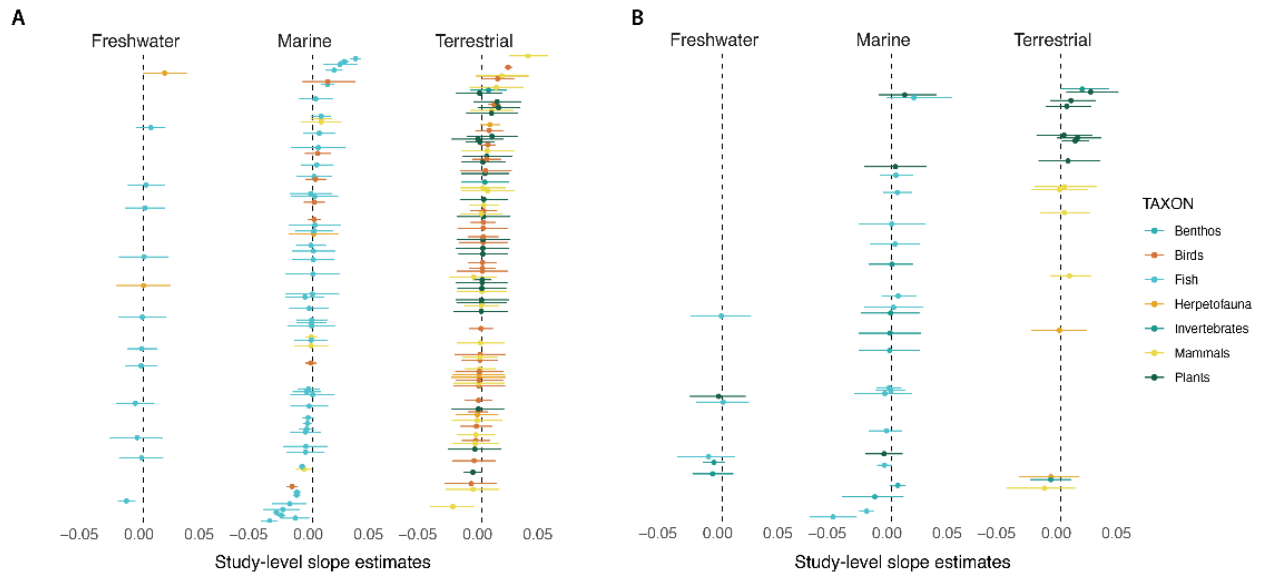 A
B
Freshwater Marine Terrestrial
Freshwater Marine Terrestrial
TAXON
Benthos
Birds
Fish
Herpetofauna
Invertebrates
Mammals
Plants
−0.05 0.00 0.05 −0.05 0.00 0.05 −0.05 0.00 0.05
−0.05 0.00 0.05 −0.05 0.00 0.05 −0.05 0.00 0.05
Study-level slope estimates
Study-level slope estimates